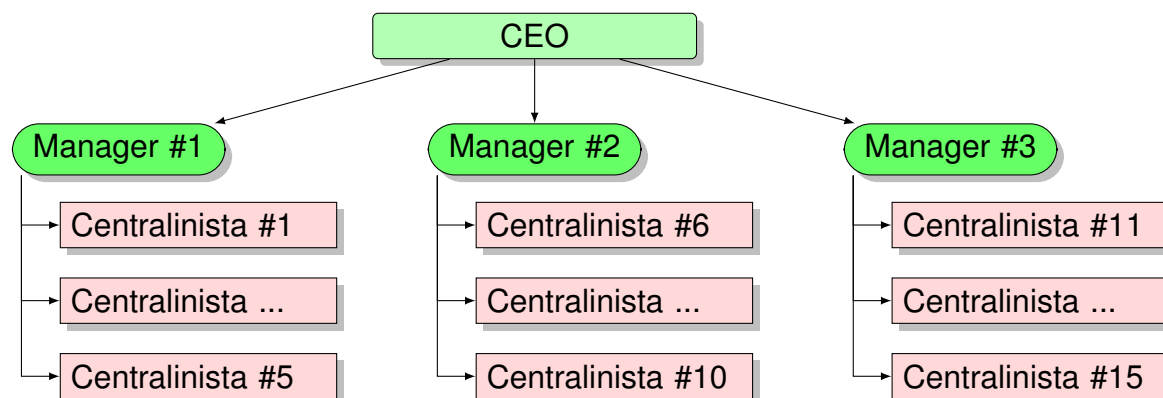 CEO
Manager #1
Manager #2
Manager #3
Centralinista #1
Centralinista #6
Centralinista #11
Centralinista ...
Centralinista ...
Centralinista ...
Centralinista #5
Centralinista #10
Centralinista #15